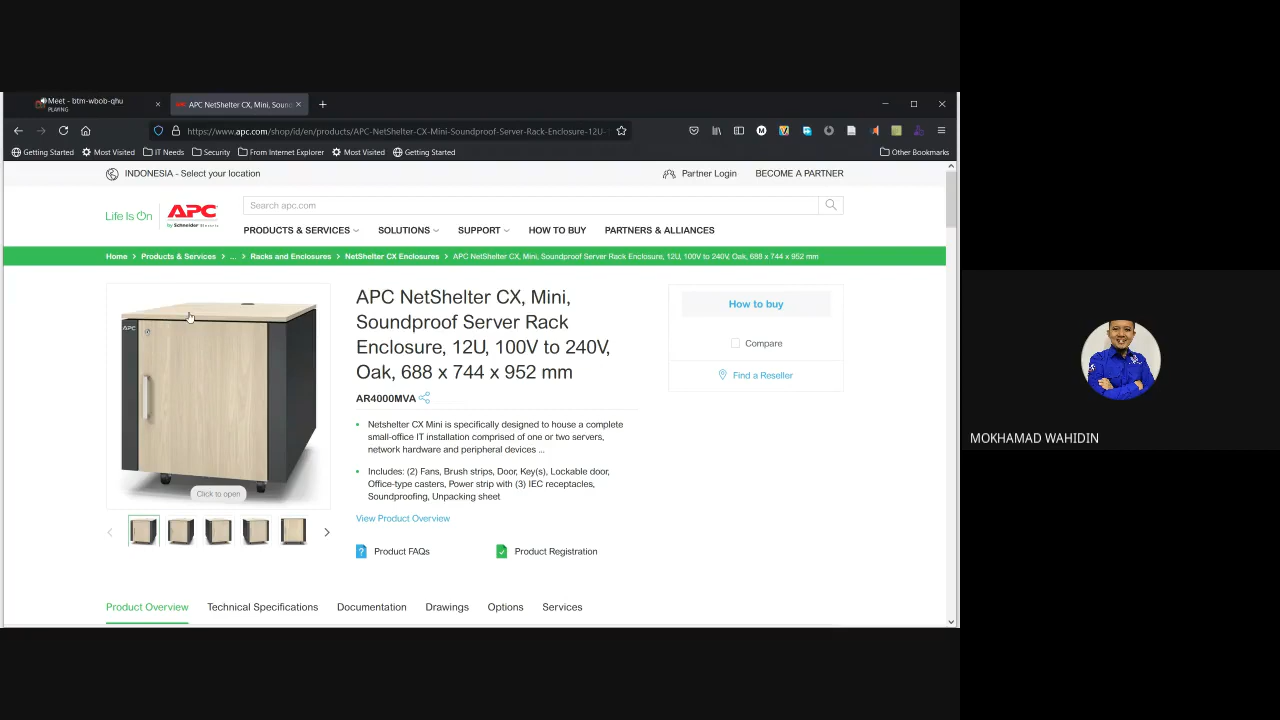 Meet - btm-wbob-qhu
PLAYING
APC NetShelter CX, Mini, Soun
https://www.apc.com/shop/id/en/products/APC-NetShelter-CX-Mini-Soundproof-Server-Rack-Enclosure-12U-
Getting Started
Most Visited
IT Needs
Security
From Internet Explorer
Most Visited
Getting Started
Other Bookmarks
INDONESIA - Select your location
Partner Login
BECOME A PARTNER
Life Is On
APC
by Schneider Electric
Search apc.com
PRODUCTS & SERVICES
SOLUTIONS
SUPPORT
HOW TO BUY
PARTNERS & ALLIANCES
Home > Products & Services > ... > Racks and Enclosures > NetShelter CX Enclosures > APC NetShelter CX, Mini, Soundproof Server Rack Enclosure, 12U, 100V to 240V, Oak, 688 x 744 x 952 mm
APC
Click to open
APC NetShelter CX, Mini,
Soundproof Server Rack
Enclosure, 12U, 100V to 240V,
Oak, 688 x 744 x 952 mm
AR4000MVA
Netshelter CX Mini is specifically designed to house a complete
small-office IT installation comprised of one or two servers,
network hardware and peripheral devices ...
Includes: (2) Fans, Brush strips, Door, Key(s), Lockable door,
Office-type casters, Power strip with (3) IEC receptacles,
Soundproofing, Unpacking sheet
View Product Overview
Product FAQs
Product Registration
How to buy
Compare
Find a Reseller
Product Overview
Technical Specifications
Documentation
Drawings
Options
Services
MOKHAMAD WAHIDIN